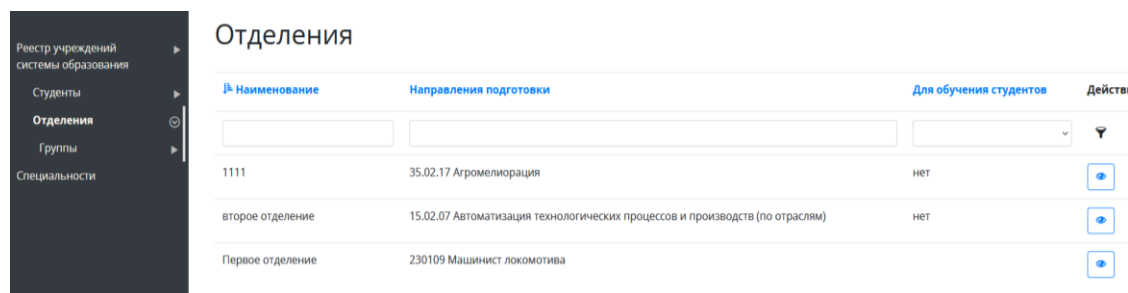 Реестр учреждений
системы образования
Студенты
Отделения
Группы
Специальности
Отделения
Наименование Направления подготовки Для обучения студентов Действ
1111 35.02.17 Агромелиорация нет
второе отделение 15.02.07 Автоматизация технологических процессов и производств (по отраслям) нет
Первое отделение 230109 Машинист локомотива